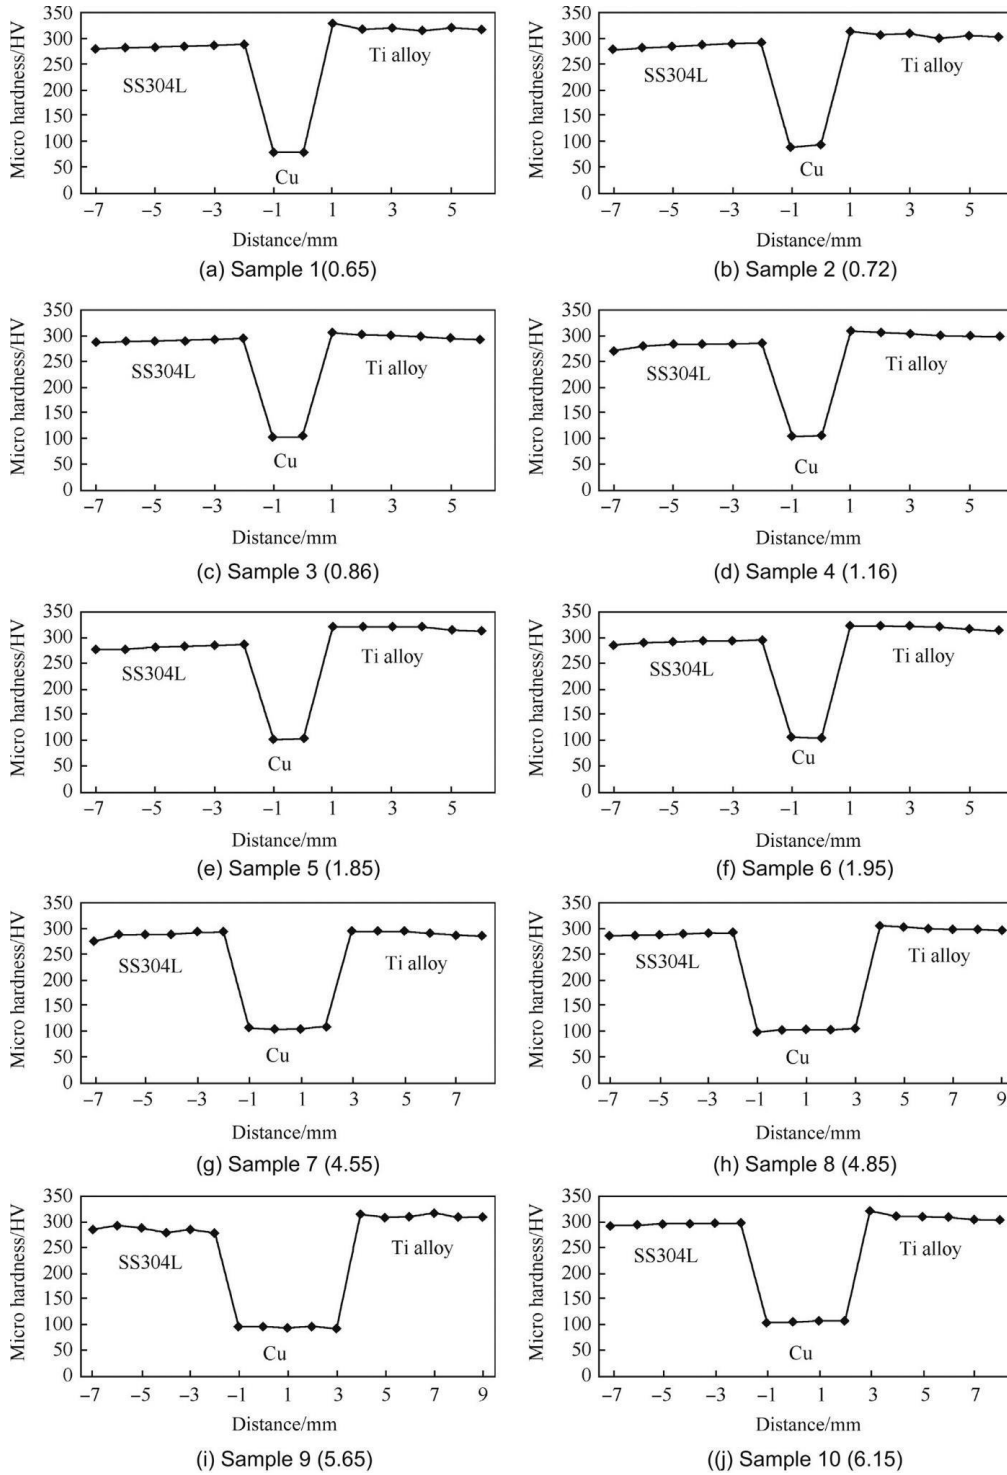 Micro hardness/HV
350
300
250
200
150
100
50
0
SS304L
Ti alloy
Cu
–7 –5 –3 –1 1 3 5
Distance/mm
(a) Sample 1(0.65)
Micro hardness/HV
350
300
250
200
150
100
50
0
SS304L
Ti alloy
Cu
–7 –5 –3 –1 1 3 5
Distance/mm
(b) Sample 2 (0.72)
Micro hardness/HV
350
300
250
200
150
100
50
0
SS304L
Ti alloy
Cu
–7 –5 –3 –1 1 3 5
Distance/mm
(c) Sample 3 (0.86)
Micro hardness/HV
350
300
250
200
150
100
50
0
SS304L
Ti alloy
Cu
–7 –5 –3 –1 1 3 5
Distance/mm
(d) Sample 4 (1.16)
Micro hardness/HV
350
300
250
200
150
100
50
0
SS304L
Ti alloy
Cu
–7 –5 –3 –1 1 3 5
Distance/mm
(e) Sample 5 (1.85)
Micro hardness/HV
350
300
250
200
150
100
50
0
SS304L
Ti alloy
Cu
–7 –5 –3 –1 1 3 5
Distance/mm
(f) Sample 6 (1.95)
Micro hardness/HV
350
300
250
200
150
100
50
0
SS304L
Ti alloy
Cu
–7 –5 –3 –1 1 3 5 7
Distance/mm
(g) Sample 7 (4.55)
Micro hardness/HV
350
300
250
200
150
100
50
0
SS304L
Ti alloy
Cu
–7 –5 –3 –1 1 3 5 7 9
Distance/mm
(h) Sample 8 (4.85)
Micro hardness/HV
350
300
250
200
150
100
50
0
SS304L
Ti alloy
Cu
–7 –5 –3 –1 1 3 5 7 9
Distance/mm
(i) Sample 9 (5.65)
Micro hardness/HV
350
300
250
200
150
100
50
0
SS304L
Ti alloy
Cu
–7 –5 –3 –1 1 3 5 7
Distance/mm
((j) Sample 10 (6.15)